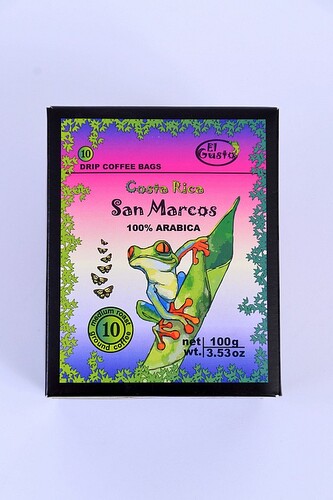 El
Gusto
10
DRIP COFFEE BAGS
Costa Rica
San Marcos
100% ARABICA
medium roast
10
ground coffee
net 100g
wt. 3.53oz